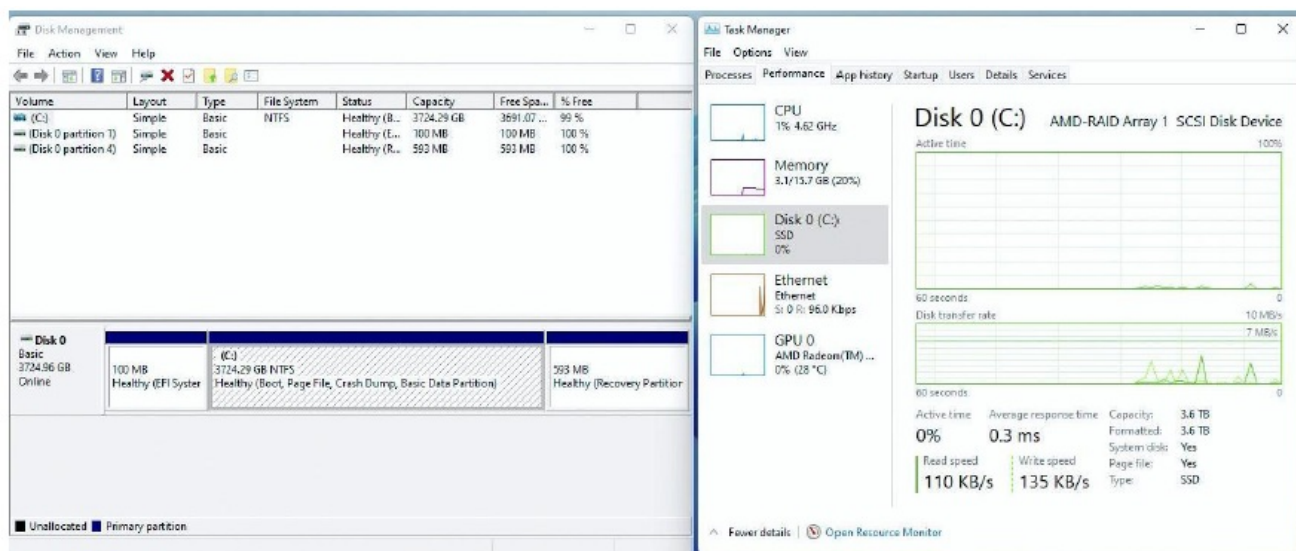 Disk Management
File Action View Help
Volume Layout Type File System Status Capacity Free Spa... % Free
(C:) Simple Basic NTFS Healthy (B... 3724.29 GB 3691.07 ... 99 %
(Disk 0 partition 1) Simple Basic Healthy (E... 100 MB 100 MB 100 %
(Disk 0 partition 4) Simple Basic Healthy (R... 593 MB 593 MB 100 %
Disk 0
Basic
3724.96 GB
Online
100 MB
Healthy (EFI Syster
(C:)
3724.29 GB NTFS
Healthy (Boot, Page File, Crash Dump, Basic Data Partition)
593 MB
Healthy (Recovery Partitior
Unallocated Primary partition
Task Manager
File Options View
Processes Performance App history Startup Users Details Services
CPU
1% 4.62 GHz
Memory
3.1/15.7 GB (20%)
Disk 0 (C:)
SSD
0%
Ethernet
Ethernet
S: 0 R: 96.0 Kbps
GPU 0
AMD Radeon(TM) ...
0% (28 °C)
Disk 0 (C:) AMD-RAID Array 1 SCSI Disk Device
Active time 100%
60 seconds 0
Disk transfer rate 10 MB/s
7 MB/s
60 seconds 0
Active time Average response time
0% 0.3 ms
Read speed Write speed
110 KB/s 135 KB/s
Capacity: 3.6 TB
Formatted: 3.6 TB
System disk: Yes
Page file: Yes
Type: SSD
Fewer details Open Resource Monitor